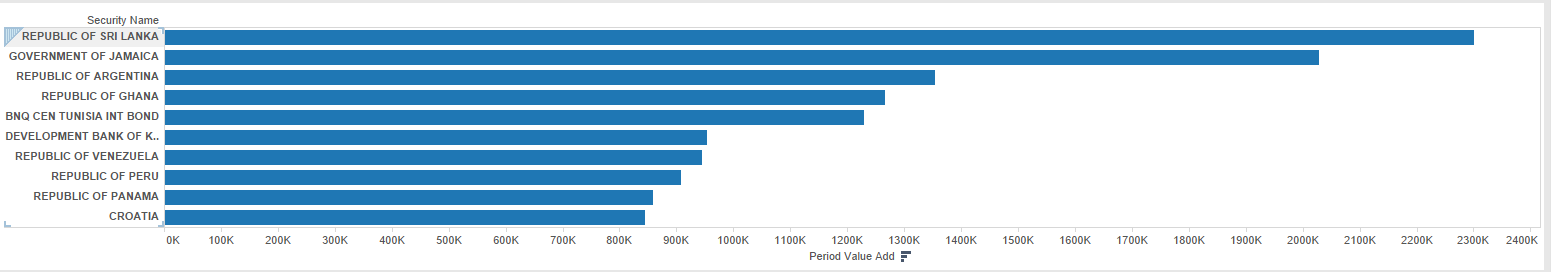 Security Name
REPUBLIC OF SRI LANKA
GOVERNMENT OF JAMAICA
REPUBLIC OF ARGENTINA
REPUBLIC OF GHANA
BNQ CEN TUNISIA INT BOND
DEVELOPMENT BANK OF K..
REPUBLIC OF VENEZUELA
REPUBLIC OF PERU
REPUBLIC OF PANAMA
CROATIA
0K 100K 200K 300K 400K 500K 600K 700K 800K 900K 1000K 1100K 1200K 1300K 1400K 1500K 1600K 1700K 1800K 1900K 2000K 2100K 2200K 2300K 2400K
Period Value Add